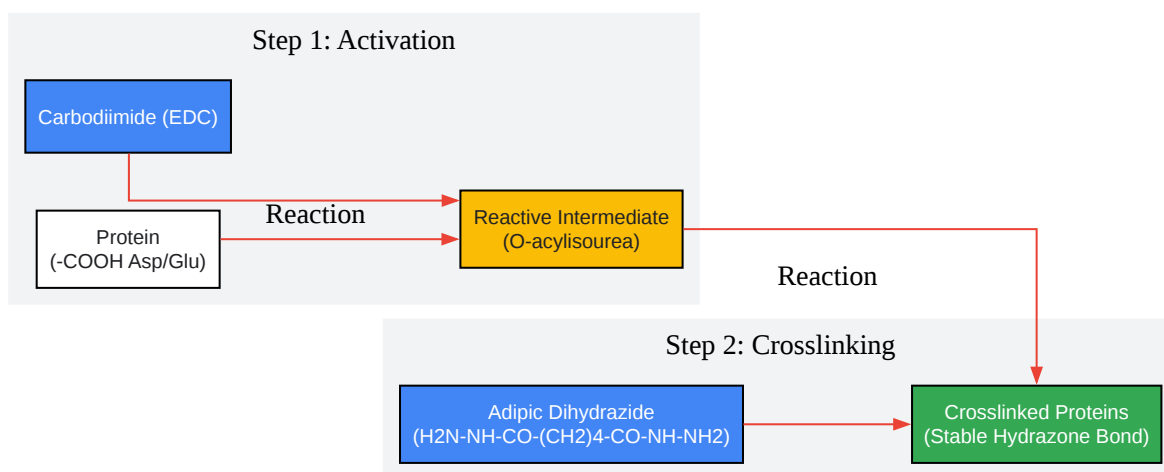 Step 1: Activation
Carbodiimide (EDC)
Protein
(-COOH Asp/Glu)
Reaction
Reactive Intermediate
(O-acylisourea)
Reaction
Step 2: Crosslinking
Adipic Dihydrazide
(H2N-NH-CO-(CH2)4-CO-NH-NH2)
Crosslinked Proteins
(Stable Hydrazone Bond)